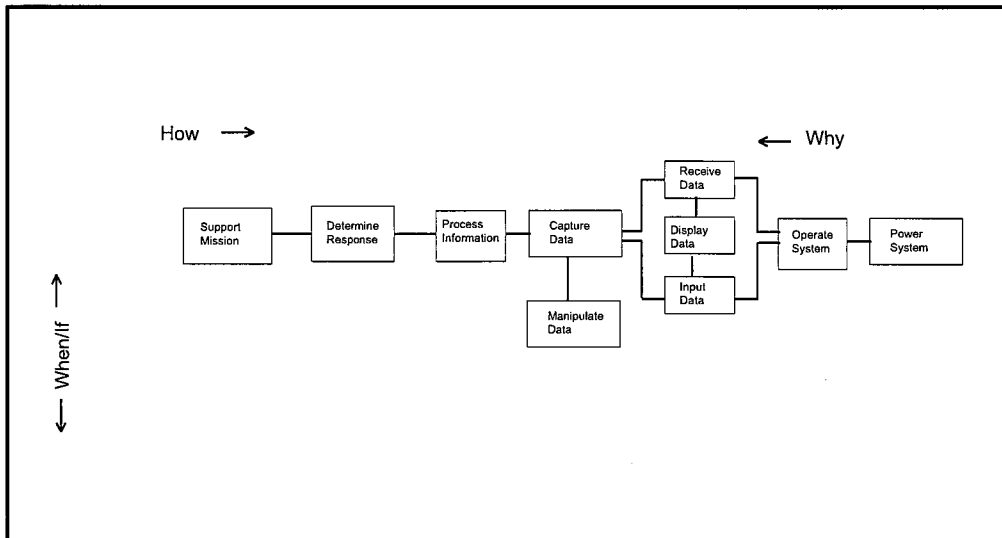 How
Why
Receive
Data
Support
Mission
Determine
Response
Process
Information
Capture
Data
Display
Data
Operate
System
Power
System
Input
Data
Manipulate
Data
When/If